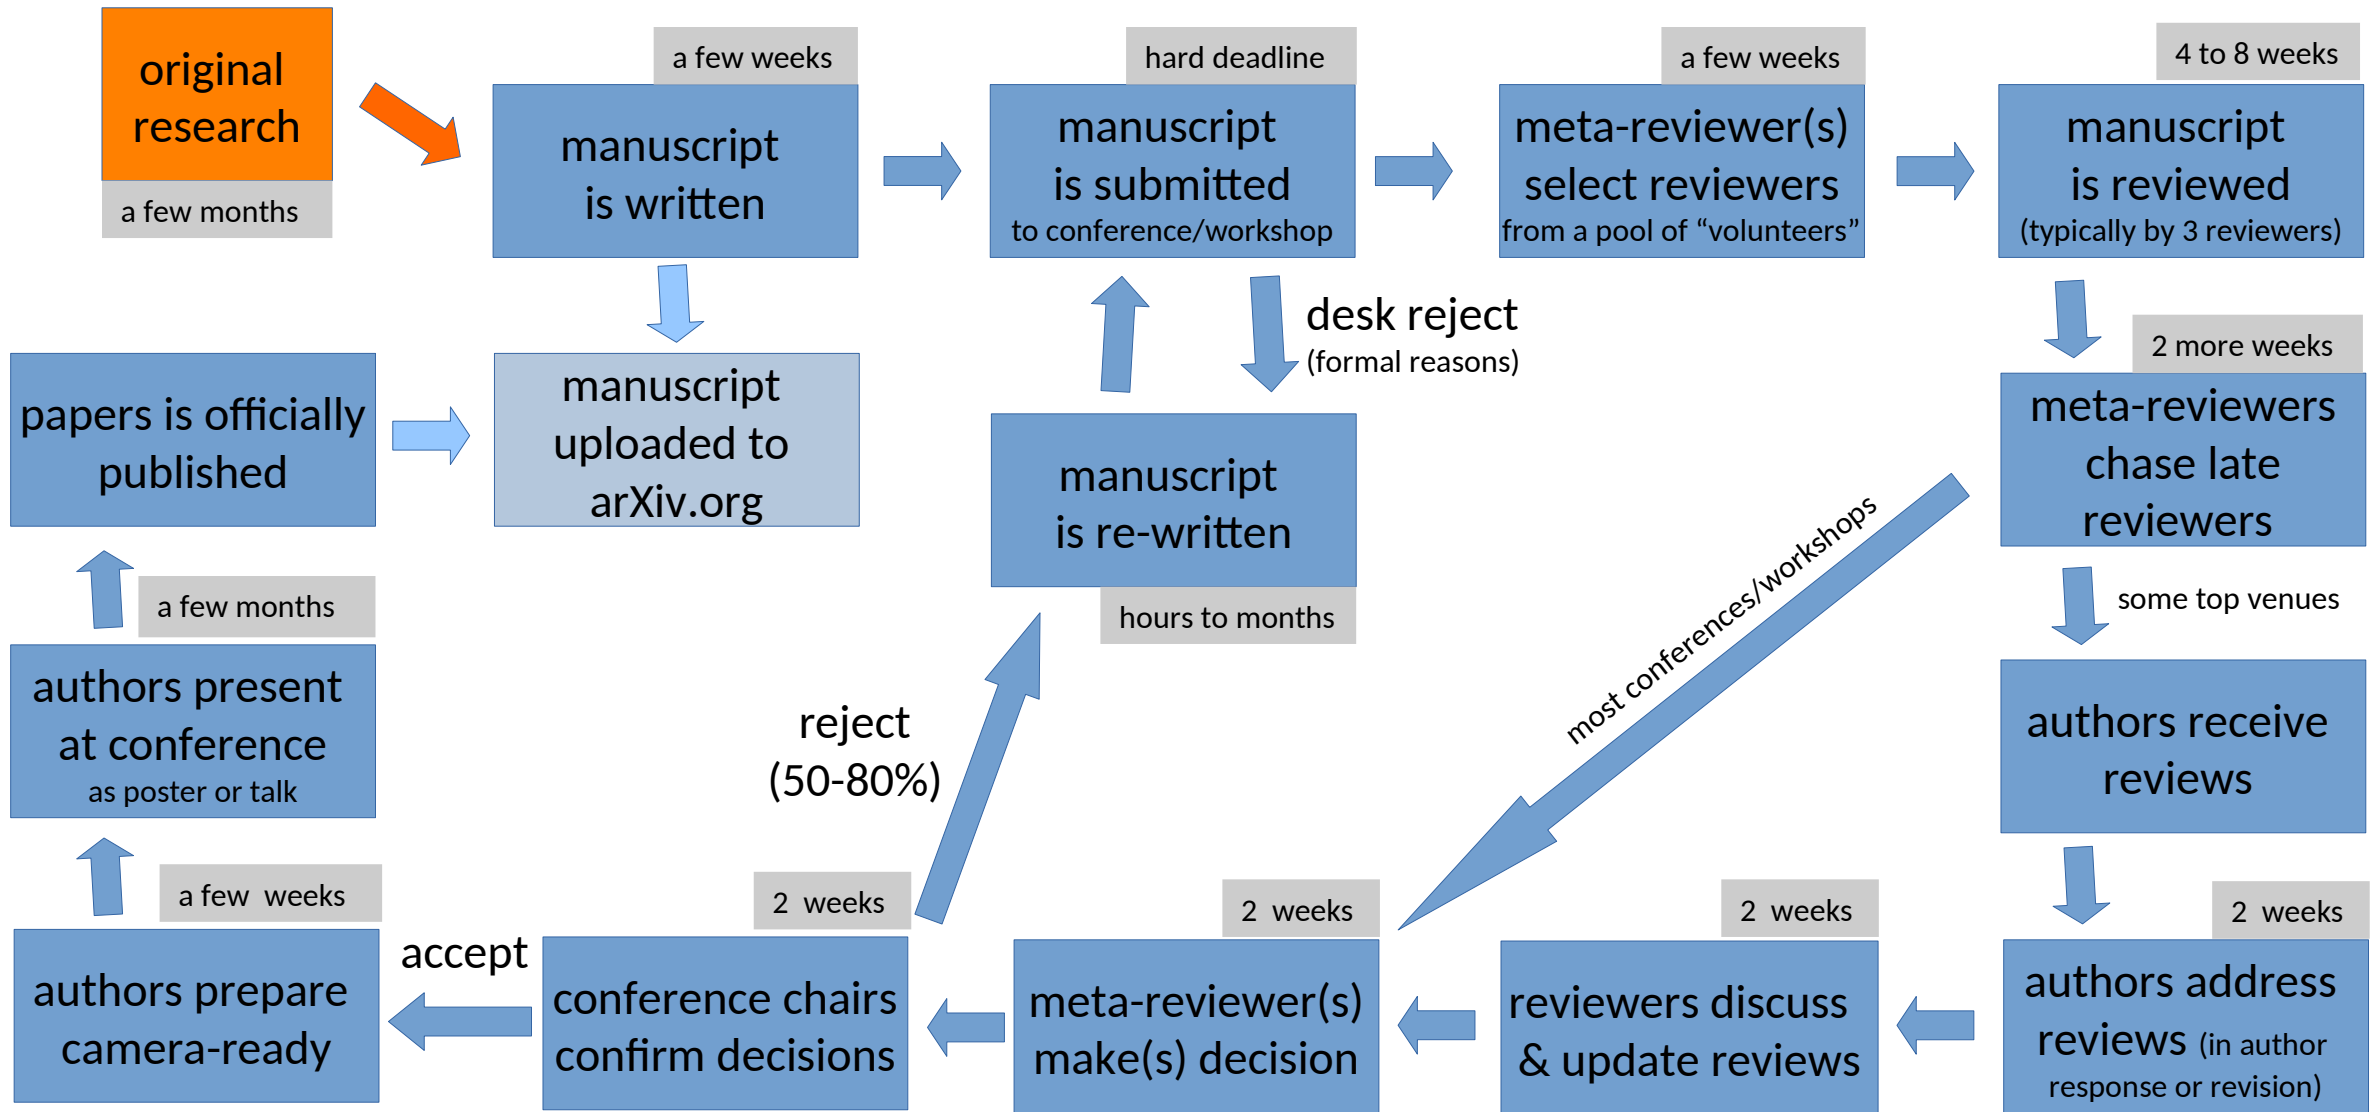 original
research
a few months
a few weeks
manuscript
is written
hard deadline
manuscript
is submitted
to conference/workshop
a few weeks
meta-reviewer(s)
select reviewers
from a pool of “volunteers”
4 to 8 weeks
manuscript
is reviewed
(typically by 3 reviewers)
desk reject
(formal reasons)
2 more weeks
meta-reviewers
chase late
reviewers
papers is officially
published
manuscript
uploaded to
arXiv.org
manuscript
is re-written
hours to months
most conferences/workshops
some top venues
a few months
authors present
at conference
as poster or talk
reject
(50-80%)
authors receive
reviews
a few  weeks
authors prepare
camera-ready
accept
2  weeks
conference chairs
confirm decisions
2  weeks
meta-reviewer(s)
make(s) decision
2  weeks
reviewers discuss
& update reviews
2  weeks
authors address
reviews (in author
response or revision)